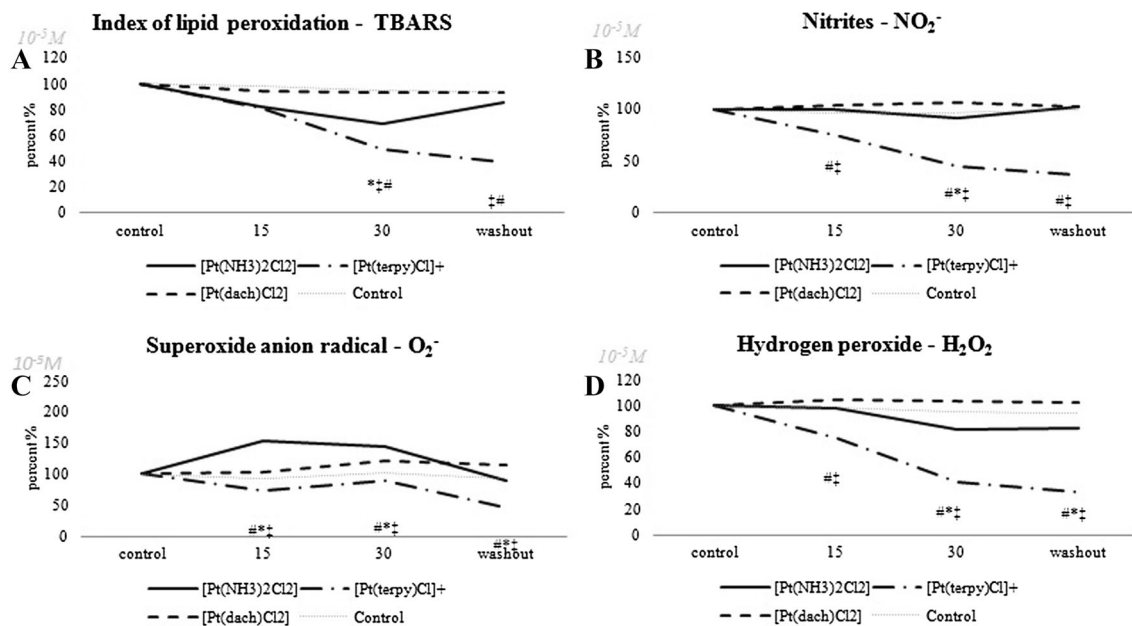 Index of lipid peroxidation - TBARS
10-5M
A
percent %
120
100
80
60
40
20
0
*‡#
‡#
control 15 30 washout
[Pt(NH3)2Cl2] [Pt(terpy)Cl]+
[Pt(dach)Cl2] Control
Nitrites - NO2-
10-5M
B
percent %
150
100
50
0
#‡
#*‡
#‡
control 15 30 washout
[Pt(NH3)2Cl2] [Pt(terpy)Cl]+
[Pt(dach)Cl2] Control
Superoxide anion radical - O2-
10-5M
C
percent %
250
200
150
100
50
0
#*‡
#*‡
#*‡
control 15 30 washout
[Pt(NH3)2Cl2] [Pt(terpy)Cl]+
[Pt(dach)Cl2] Control
Hydrogen peroxide - H2O2
10-5M
D
percent %
120
100
80
60
40
20
0
#‡
#*‡
#*‡
control 15 30 washout
[Pt(NH3)2Cl2] [Pt(terpy)Cl]+
[Pt(dach)Cl2] Control